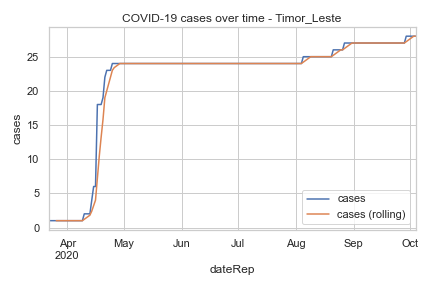 COVID-19 cases over time - Timor_Leste
cases
25
20
15
10
5
0
cases
cases (rolling)
Apr
2020
May
Jun
Jul
Aug
Sep
Oct
dateRep